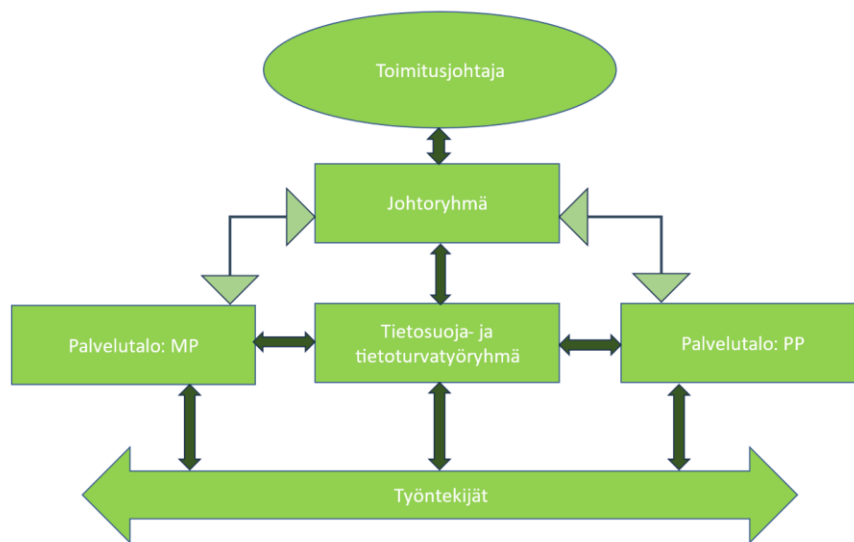 Toimitusjohtaja
Johtoryhmä
Palvelutalo: MP
Tietosuoja- ja
tietoturvatyöryhmä
Palvelutalo: PP
Työntekijät